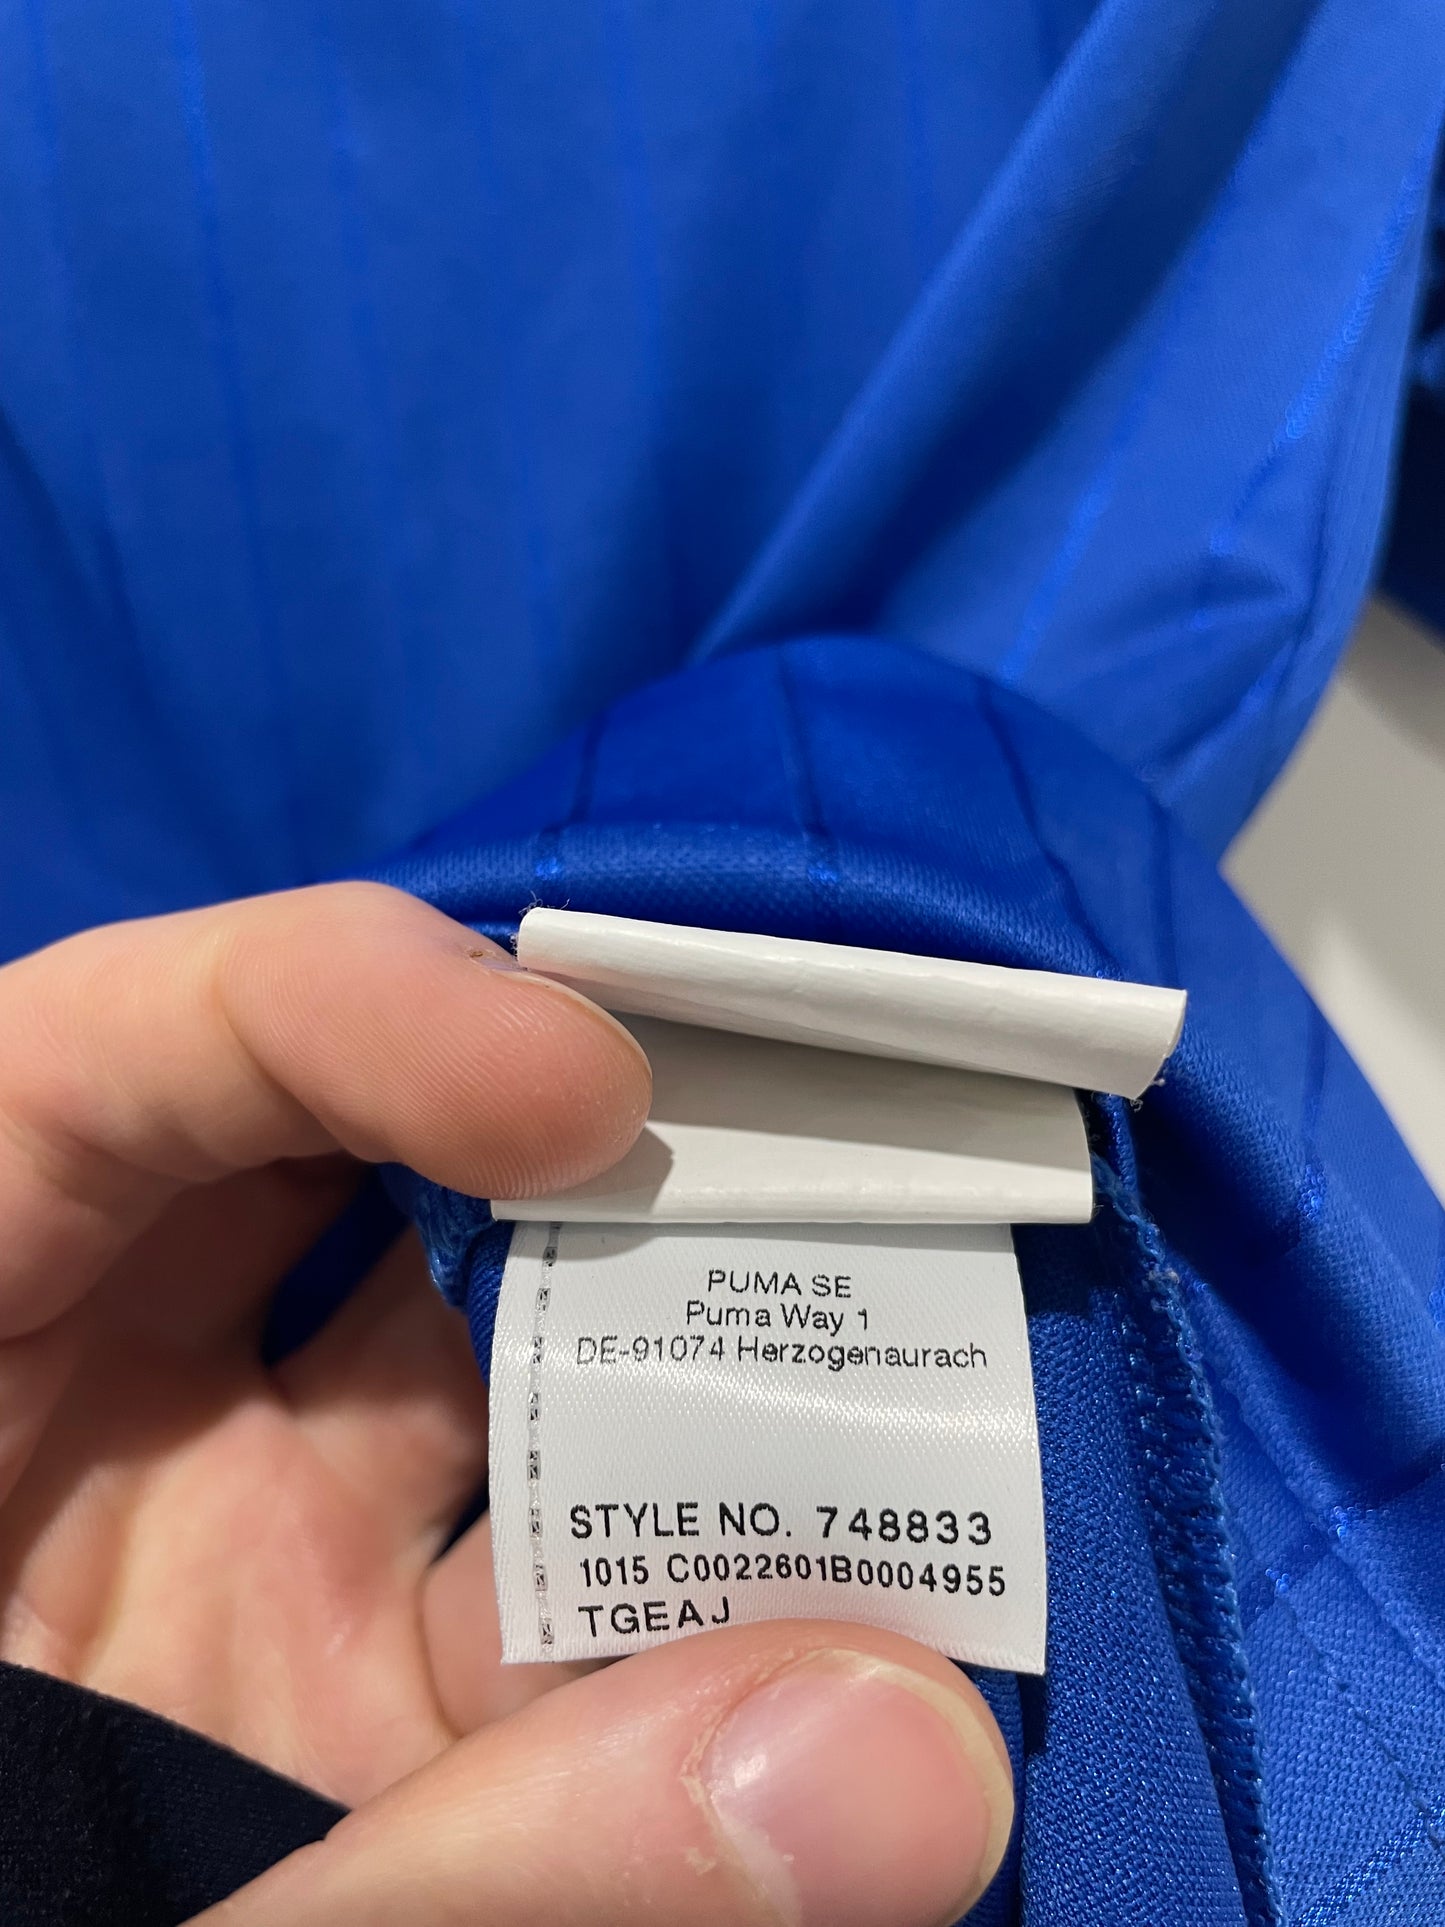 PUMA SE
Puma Way 1
DE-91074 Herzogenaurach
STYLE NO. 748833
1015 C0022601B0004955
TGEAJ